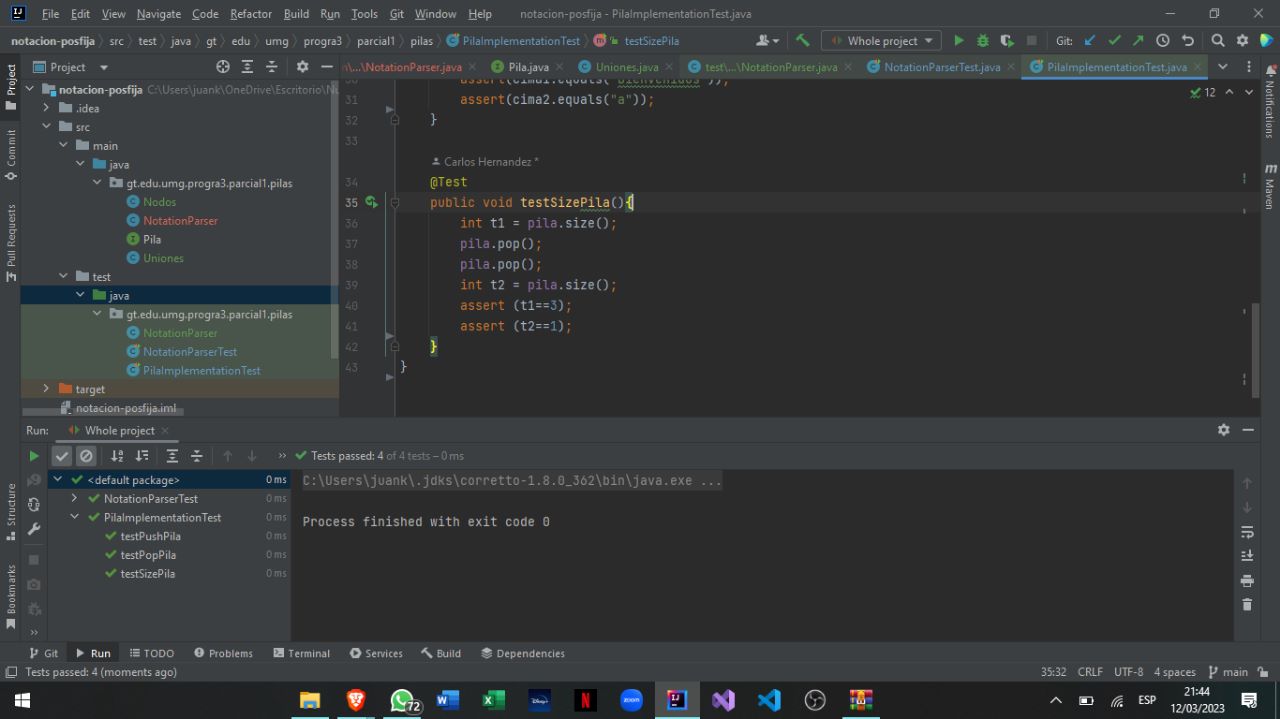 File Edit View Navigate Code Refactor Build Run Tools Git Window Help notacion-posfija - PilaImplementationTest.java
notacion-posfija src test java gt edu umg progra3 parcial1 pilas PilaImplementationTest testSizePila Whole project Git:
Project ...\NotationParser.java Pila.java Uniones.java test\...\NotationParser.java NotationParserTest.java PilaImplementationTest.java
notacion-posfija C:\Users\juank\OneDrive\Escritorio\
.idea
src
main
java
gt.edu.umg.progra3.parcial1.pilas
Nodos
NotationParser
Pila
Uniones
test
java
gt.edu.umg.progra3.parcial1.pilas
NotationParser
NotationParserTest
PilaImplementationTest
target
notacion-posfija.iml
Project
Commit
Pull Requests
Structure
Bookmarks
30 assert(cima1.equals("Bienvenidos"));
31 assert(cima2.equals("a"));
32 }
33
Carlos Hernandez *
34 @Test
35 public void testSizePila(){
36 int t1 = pila.size();
37 pila.pop();
38 pila.pop();
39 int t2 = pila.size();
40 assert (t1==3);
41 assert (t2==1);
42 }
43 }
12
Notifications
m Maven
Run: Whole project
Tests passed: 4 of 4 tests – 0 ms
<default package> 0 ms
NotationParserTest 0 ms
PilaImplementationTest 0 ms
testPushPila 0 ms
testPopPila 0 ms
testSizePila 0 ms
C:\Users\juank\.jdks\corretto-1.8.0_362\bin\java.exe ...
Process finished with exit code 0
Git Run TODO Problems Terminal Services Build Dependencies
Tests passed: 4 (moments ago) 35:32 CRLF UTF-8 4 spaces main
72 Disney+ N zoom ESP 21:44
12/03/2023